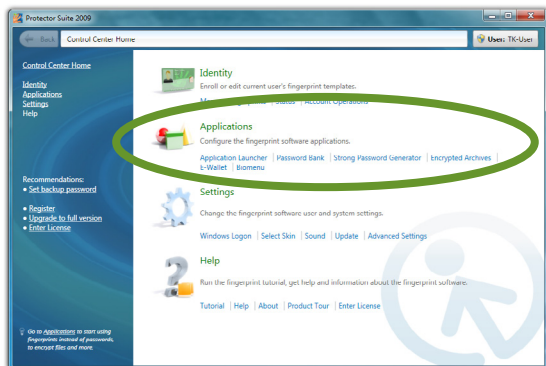 Protector Suite 2009
Back
Control Center Home
User: TK-User
Control Center Home
Identity
Applications
Settings
Help
Recommendations:
• Set backup password
• Register
• Upgrade to full version
• Enter License
Go to Applications to start using
fingerprints instead of passwords,
to encrypt files and more.
Identity
Enroll or edit current user's fingerprint templates.
Status | Account Operations
Applications
Configure the fingerprint software applications.
Application Launcher | Password Bank | Strong Password Generator | Encrypted Archives |
E-Wallet | Biomenu
Settings
Change the fingerprint software user and system settings.
Windows Logon | Select Skin | Sound | Update | Advanced Settings
Help
Run the fingerprint tutorial, get help and information about the fingerprint software.
Tutorial | Help | About | Product Tour | Enter License